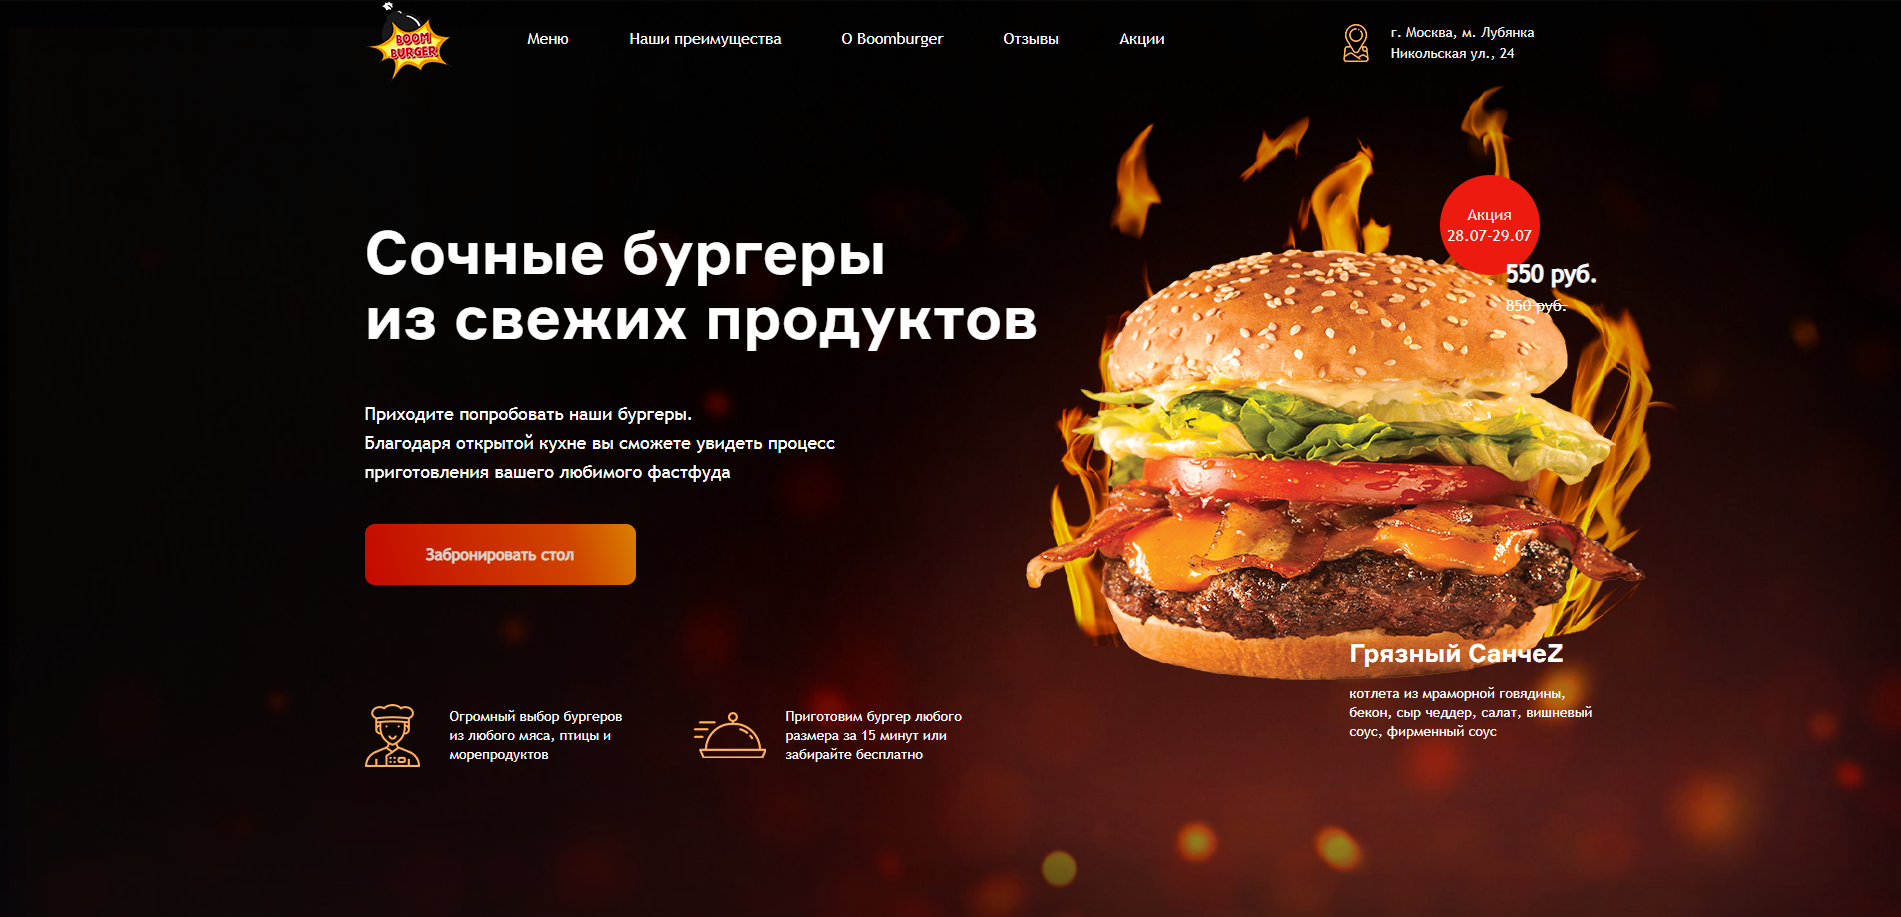 BOOM
BURGER
Меню
Наши преимущества
О Boomburger
Отзывы
Акции
г. Москва, м. Лубянка
Никольская ул., 24
Сочные бургеры
из свежих продуктов
Приходите попробовать наши бургеры.
Благодаря открытой кухне вы сможете увидеть процесс
приготовления вашего любимого фастфуда
Забронировать стол
Акция
28.07-29.07
550 руб.
850 руб.
Грязный СанчеZ
котлета из мраморной говядины,
бекон, сыр чеддер, салат, вишневый
соус, фирменный соус
Огромный выбор бургеров
из любого мяса, птицы и
морепродуктов
Приготовим бургер любого
размера за 15 минут или
забирайте бесплатно